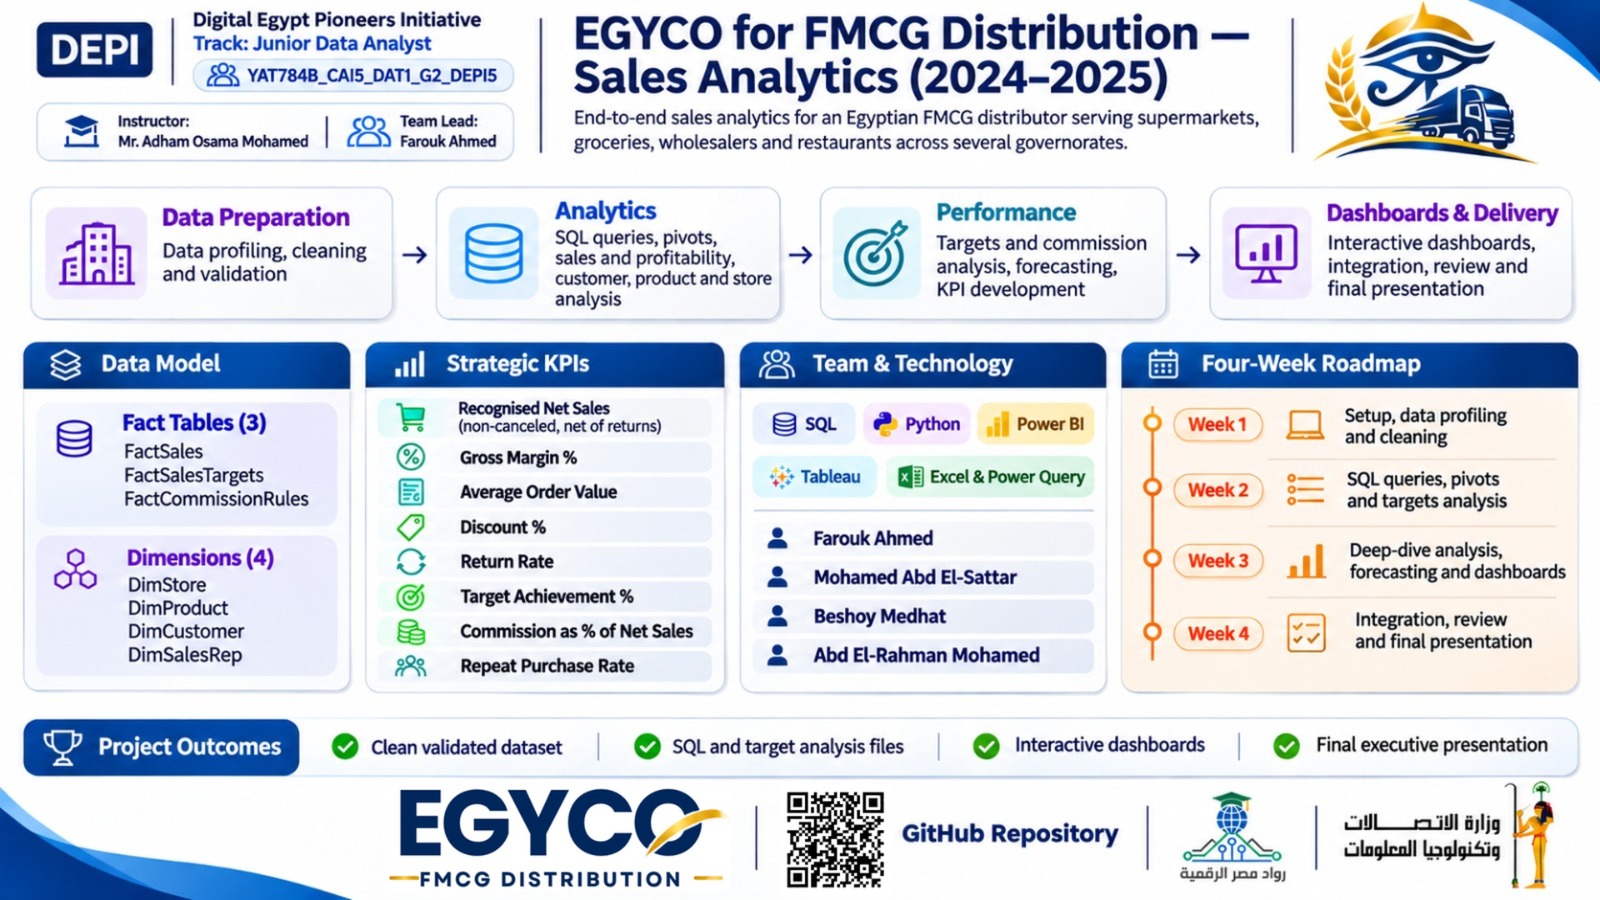 DEPI
Digital Egypt Pioneers Initiative
Track: Junior Data Analyst
YAT784B_CAI5_DAT1_G2_DEPI5
Instructor:
Mr. Adham Osama Mohamed
Team Lead:
Farouk Ahmed
EGYCO for FMCG Distribution —
Sales Analytics (2024–2025)
End-to-end sales analytics for an Egyptian FMCG distributor serving supermarkets,
groceries, wholesalers and restaurants across several governorates.
Data Preparation
Data profiling, cleaning
and validation
Analytics
SQL queries, pivots,
sales and profitability,
customer, product and store
analysis
Performance
Targets and commission
analysis, forecasting,
KPI development
Dashboards & Delivery
Interactive dashboards,
integration, review and
final presentation
Data Model
Fact Tables (3)
FactSales
FactSalesTargets
FactCommissionRules
Dimensions (4)
DimStore
DimProduct
DimCustomer
DimSalesRep
Strategic KPIs
Recognised Net Sales
(non-canceled, net of returns)
Gross Margin %
Average Order Value
Discount %
Return Rate
Target Achievement %
Commission as % of Net Sales
Repeat Purchase Rate
Team & Technology
SQL
Python
Power BI
Tableau
Excel & Power Query
Farouk Ahmed
Mohamed Abd El-Sattar
Beshoy Medhat
Abd El-Rahman Mohamed
Four-Week Roadmap
Week 1
Setup, data profiling
and cleaning
Week 2
SQL queries, pivots
and targets analysis
Week 3
Deep-dive analysis,
forecasting and dashboards
Week 4
Integration, review
and final presentation
Project Outcomes
Clean validated dataset
SQL and target analysis files
Interactive dashboards
Final executive presentation
EGYCO
FMCG DISTRIBUTION
GitHub Repository
رواد مصر الرقمية
وزارة الاتصالات
وتكنولوجيا المعلومات